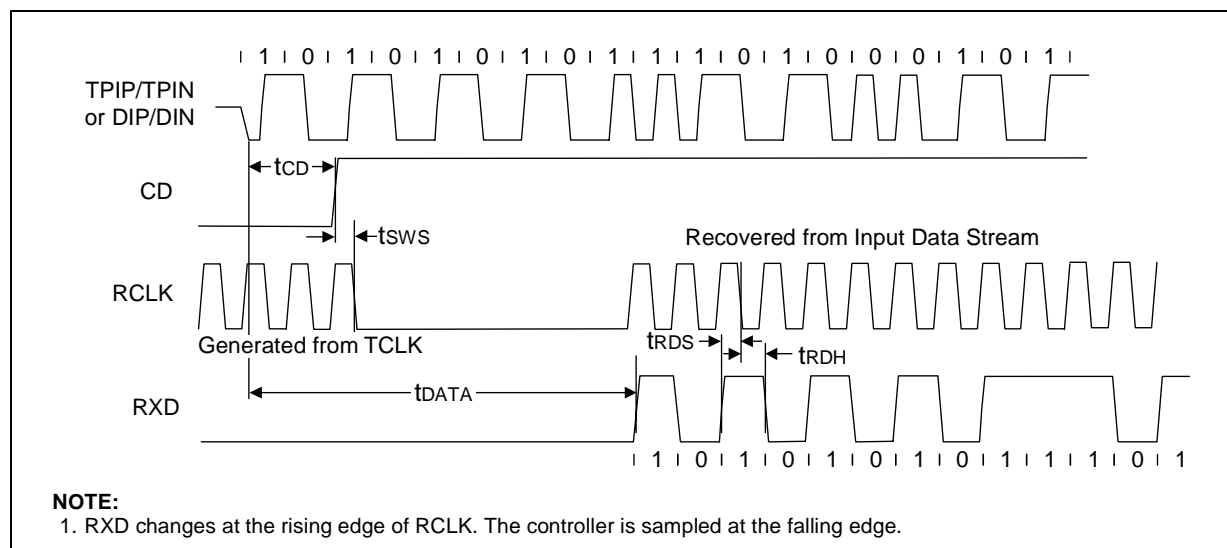 1 0 1 0 1 0 1 0 1 1 1 0 1 0 0 0 1 0 1
TPIP/TPIN
or DIP/DIN
tCD
CD
tSWS
Recovered from Input Data Stream
RCLK
Generated from TCLK
tRDS
tRDH
tDATA
RXD
1 0 1 0 1 0 1 0 1 1 1 0 1
NOTE:
1. RXD changes at the rising edge of RCLK. The controller is sampled at the falling edge.